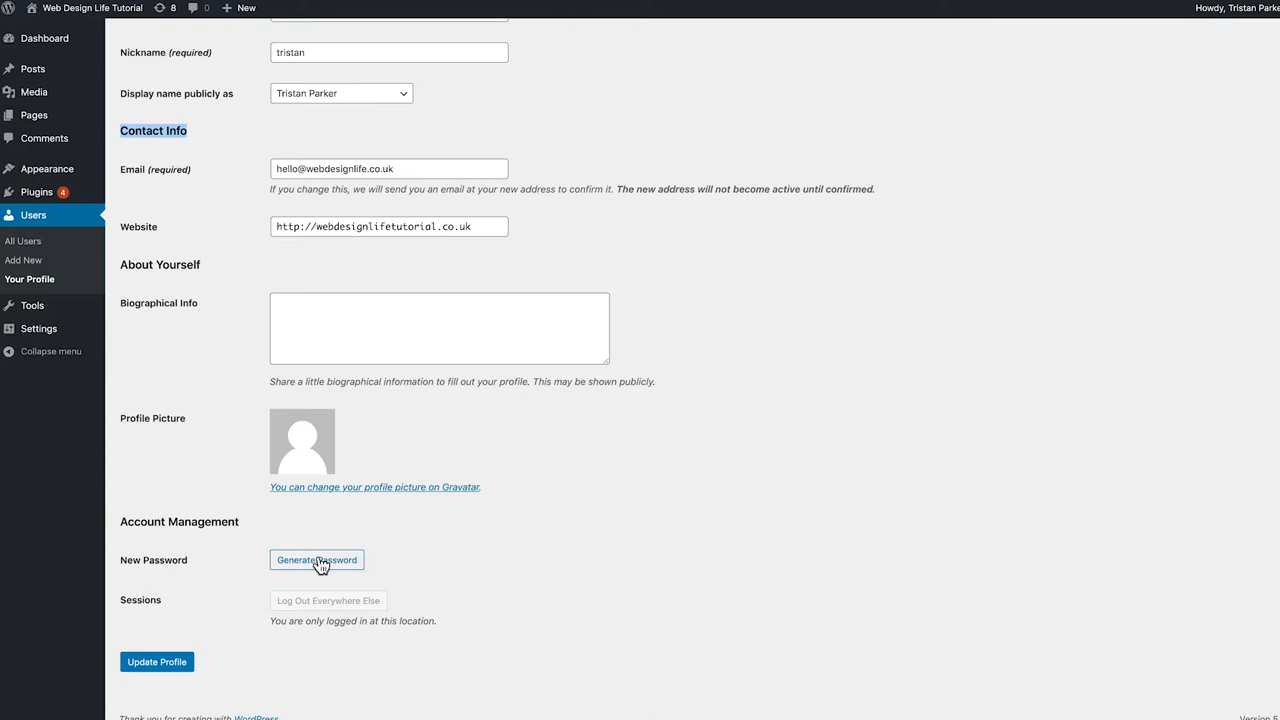 Web Design Life Tutorial 8 0 + New Howdy, Tristan Parke
Dashboard
Posts
Media
Pages
Comments
Appearance
Plugins 4
Users
All Users
Add New
Your Profile
Tools
Settings
Collapse menu
Nickname (required) tristan
Display name publicly as Tristan Parker
Contact Info
Email (required) hello@webdesignlife.co.uk
If you change this, we will send you an email at your new address to confirm it. The new address will not become active until confirmed.
Website http://webdesignlifetutorial.co.uk
About Yourself
Biographical Info
Share a little biographical information to fill out your profile. This may be shown publicly.
Profile Picture
You can change your profile picture on Gravatar.
Account Management
New Password Generate Password
Sessions Log Out Everywhere Else
You are only logged in at this location.
Update Profile
Thank you for creating with WordPress
Version 5